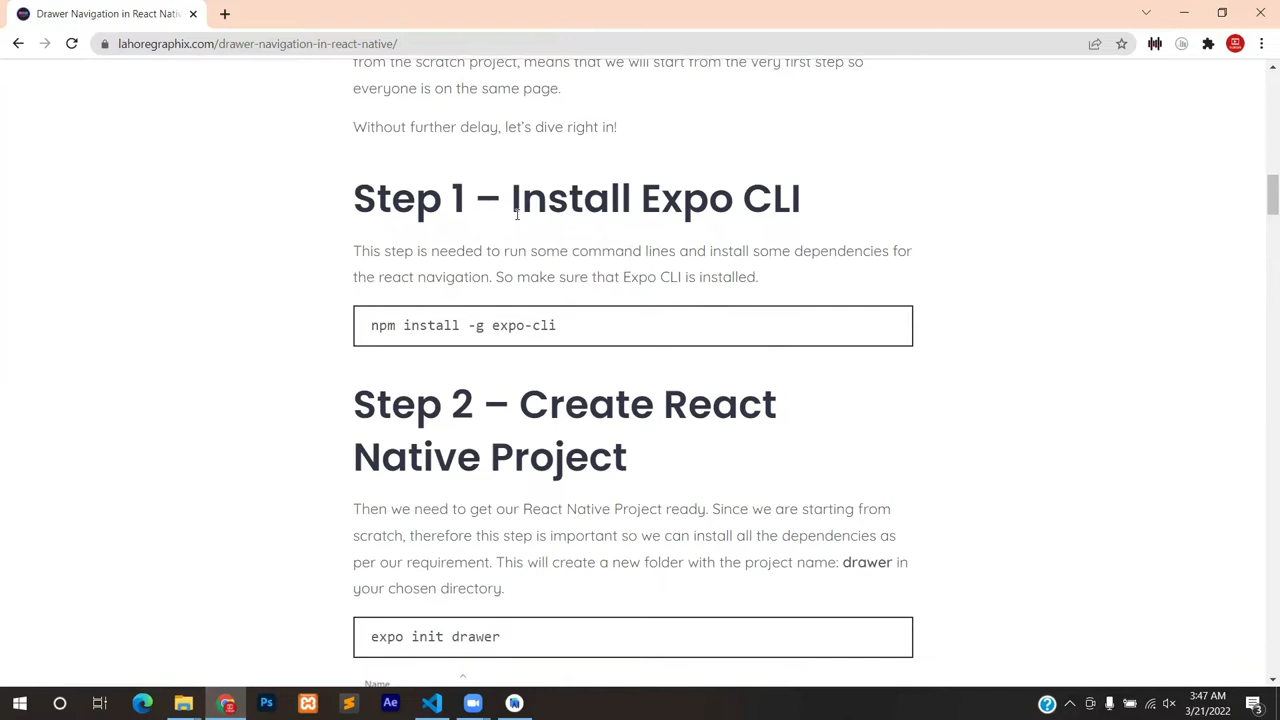 Drawer Navigation in React Nativ
lahoregraphix.com/drawer-navigation-in-react-native/
from the scratch project, means that we will start from the very first step so
everyone is on the same page.
Without further delay, let's dive right in!
Step 1 – Install Expo CLI
This step is needed to run some command lines and install some dependencies for
the react navigation. So make sure that Expo CLI is installed.
npm install -g expo-cli
Step 2 – Create React
Native Project
Then we need to get our React Native Project ready. Since we are starting from
scratch, therefore this step is important so we can install all the dependencies as
per our requirement. This will create a new folder with the project name: drawer in
your chosen directory.
expo init drawer
Name
Ps
Ae
3:47 AM
3/21/2022
3